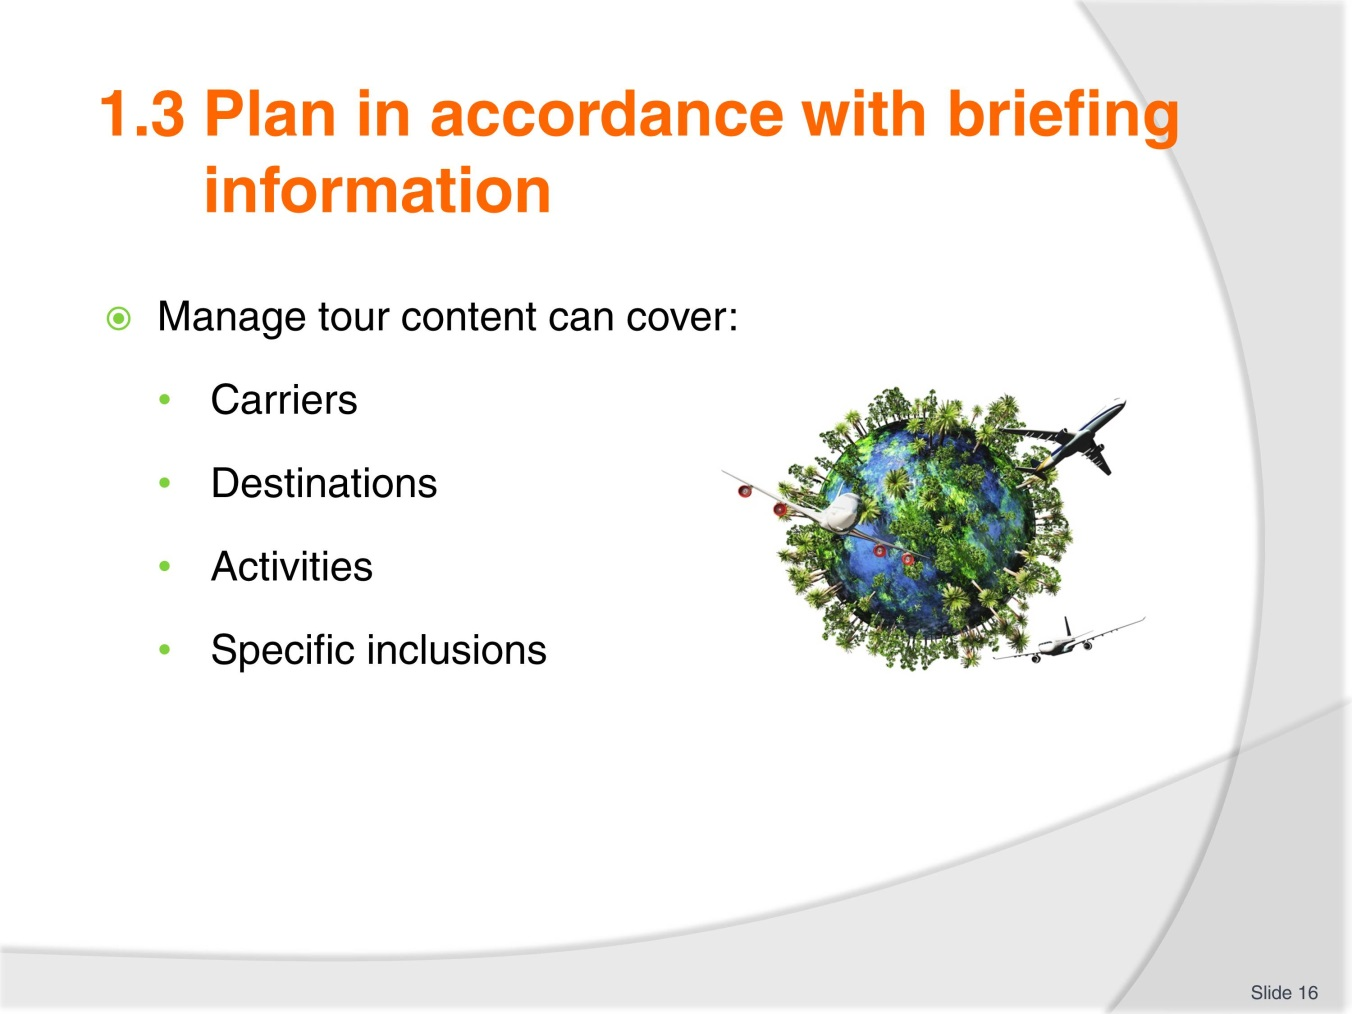 1.3 Plan in accordance with briefing
information
Manage tour content can cover:
• Carriers
• Destinations
• Activities
• Specific inclusions
Slide 16